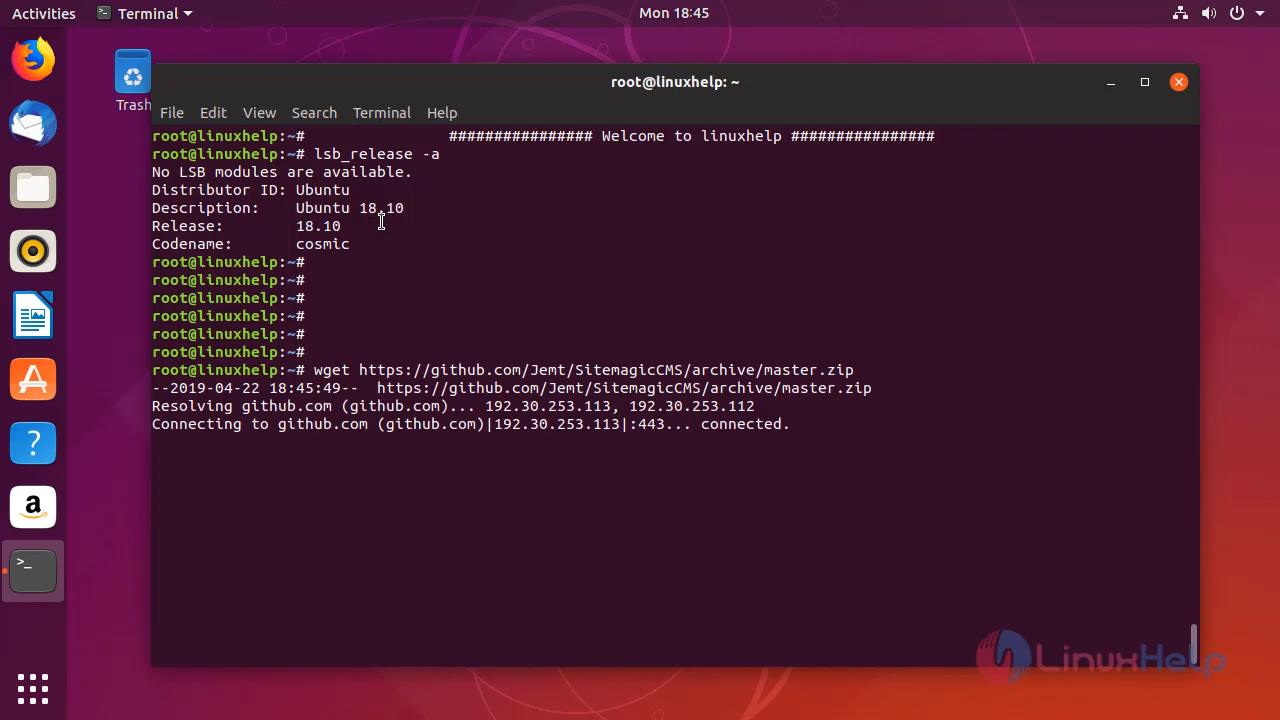 Activities Terminal Mon 18:45
Trash
root@linuxhelp: ~
File Edit View Search Terminal Help
root@linuxhelp:~# ################ Welcome to linuxhelp ################
root@linuxhelp:~# lsb_release -a
No LSB modules are available.
Distributor ID: Ubuntu
Description: Ubuntu 18.10
Release: 18.10
Codename: cosmic
root@linuxhelp:~#
root@linuxhelp:~#
root@linuxhelp:~#
root@linuxhelp:~#
root@linuxhelp:~#
root@linuxhelp:~#
root@linuxhelp:~# wget https://github.com/Jemt/SitemagicCMS/archive/master.zip
--2019-04-22 18:45:49-- https://github.com/Jemt/SitemagicCMS/archive/master.zip
Resolving github.com (github.com)... 192.30.253.113, 192.30.253.112
Connecting to github.com (github.com)|192.30.253.113|:443... connected.
LinuxHelp